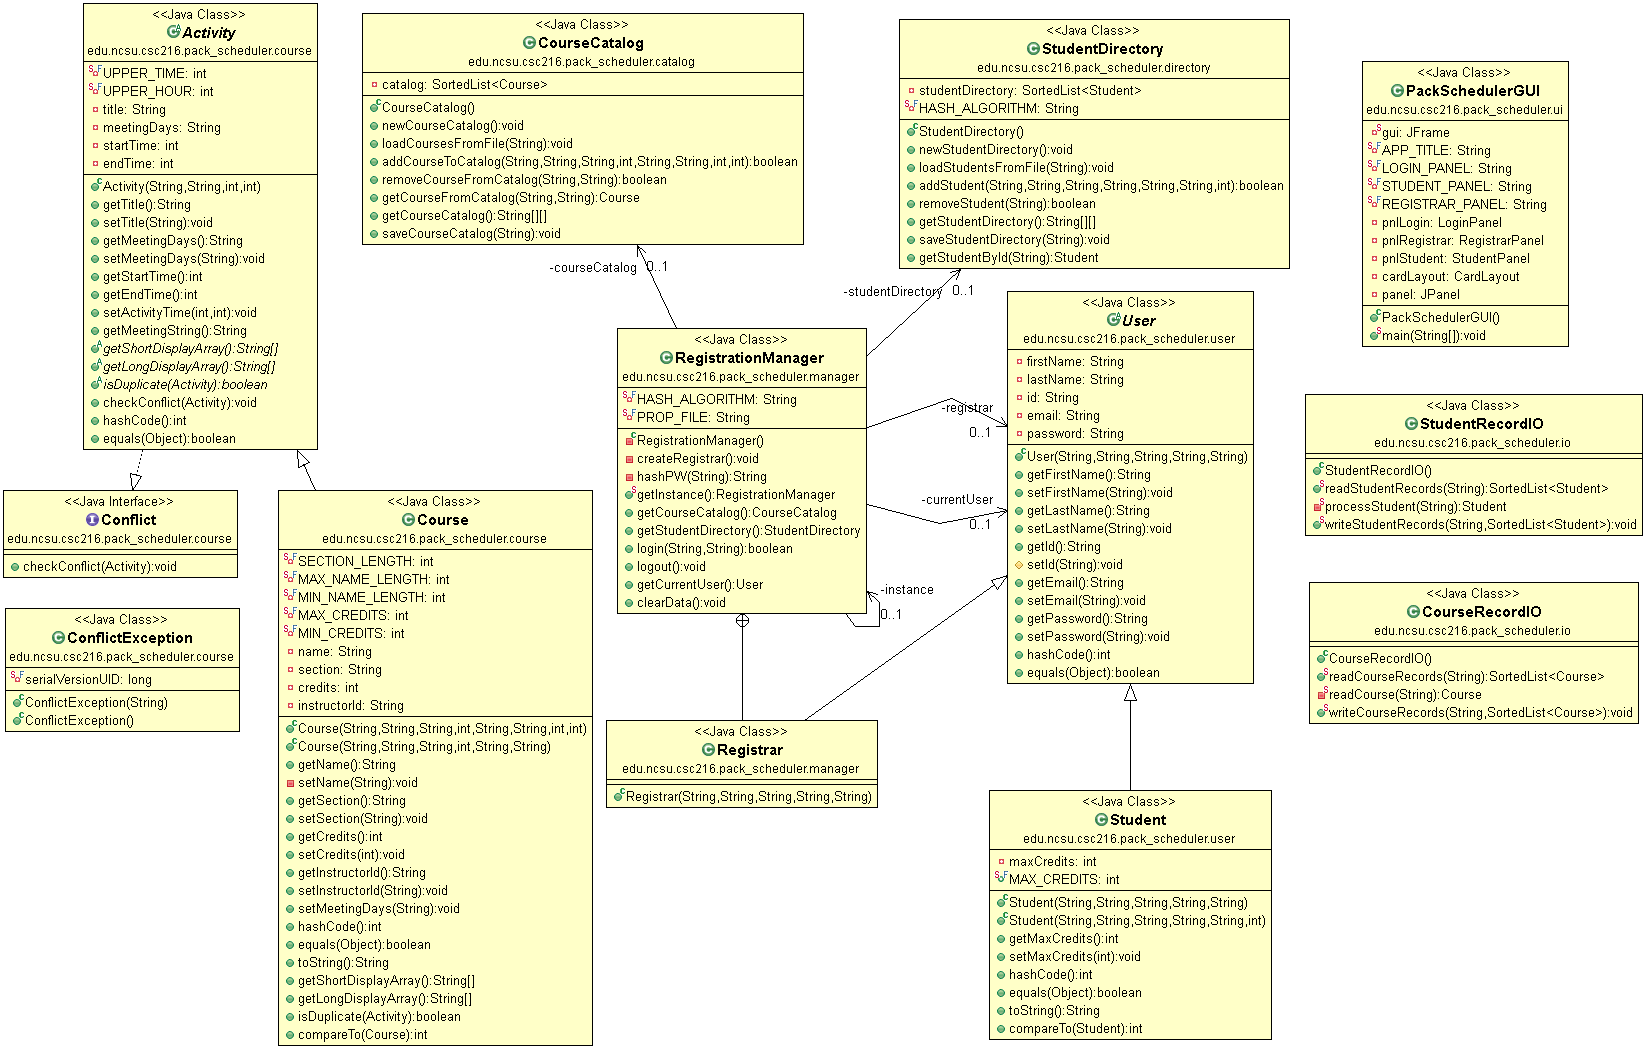 <<Java Class>>
Activity
edu.ncsu.csc216.pack_scheduler.course
UPPER_TIME: int
UPPER_HOUR: int
title: String
meetingDays: String
startTime: int
endTime: int
Activity(String,String,int,int)
getTitle():String
setTitle(String):void
getMeetingDays():String
setMeetingDays(String):void
getStartTime():int
getEndTime():int
setActivityTime(int,int):void
getMeetingString():String
getShortDisplayArray():String[]
getLongDisplayArray():String[]
isDuplicate(Activity):boolean
checkConflict(Activity):void
hashCode():int
equals(Object):boolean
<<Java Class>>
CourseCatalog
edu.ncsu.csc216.pack_scheduler.catalog
catalog: SortedList<Course>
CourseCatalog()
newCourseCatalog():void
loadCoursesFromFile(String):void
addCourseToCatalog(String,String,String,int,String,String,int,int):boolean
removeCourseFromCatalog(String,String):boolean
getCourseFromCatalog(String,String):Course
getCourseCatalog():String[][]
saveCourseCatalog(String):void
<<Java Class>>
StudentDirectory
edu.ncsu.csc216.pack_scheduler.directory
studentDirectory: SortedList<Student>
HASH_ALGORITHM: String
StudentDirectory()
newStudentDirectory():void
loadStudentsFromFile(String):void
addStudent(String,String,String,String,String,String,int):boolean
removeStudent(String):boolean
getStudentDirectory():String[][]
saveStudentDirectory(String):void
getStudentById(String):Student
<<Java Class>>
PackSchedulerGUI
edu.ncsu.csc216.pack_scheduler.ui
gui: JFrame
APP_TITLE: String
LOGIN_PANEL: String
STUDENT_PANEL: String
REGISTRAR_PANEL: String
pnlLogin: LoginPanel
pnlRegistrar: RegistrarPanel
pnlStudent: StudentPanel
cardLayout: CardLayout
panel: JPanel
PackSchedulerGUI()
main(String[]):void
-courseCatalog
0..1
-studentDirectory
0..1
<<Java Class>>
RegistrationManager
edu.ncsu.csc216.pack_scheduler.manager
HASH_ALGORITHM: String
PROP_FILE: String
RegistrationManager()
createRegistrar():void
hashPW(String):String
getInstance():RegistrationManager
getCourseCatalog():CourseCatalog
getStudentDirectory():StudentDirectory
login(String,String):boolean
logout():void
getCurrentUser():User
clearData():void
-registrar
0..1
-currentUser
0..1
-instance
0..1
<<Java Class>>
User
edu.ncsu.csc216.pack_scheduler.user
firstName: String
lastName: String
id: String
email: String
password: String
User(String,String,String,String,String)
getFirstName():String
setFirstName(String):void
getLastName():String
setLastName(String):void
getId():String
setId(String):void
getEmail():String
setEmail(String):void
getPassword():String
setPassword(String):void
hashCode():int
equals(Object):boolean
<<Java Class>>
StudentRecordIO
edu.ncsu.csc216.pack_scheduler.io
StudentRecordIO()
readStudentRecords(String):SortedList<Student>
processStudent(String):Student
writeStudentRecords(String,SortedList<Student>):void
<<Java Interface>>
Conflict
edu.ncsu.csc216.pack_scheduler.course
checkConflict(Activity):void
<<Java Class>>
ConflictException
edu.ncsu.csc216.pack_scheduler.course
serialVersionUID: long
ConflictException(String)
ConflictException()
<<Java Class>>
Course
edu.ncsu.csc216.pack_scheduler.course
SECTION_LENGTH: int
MAX_NAME_LENGTH: int
MIN_NAME_LENGTH: int
MAX_CREDITS: int
MIN_CREDITS: int
name: String
section: String
credits: int
instructorId: String
Course(String,String,String,int,String,String,int,int)
Course(String,String,String,int,String,String)
getName():String
setName(String):void
getSection():String
setSection(String):void
getCredits():int
setCredits(int):void
getInstructorId():String
setInstructorId(String):void
setMeetingDays(String):void
hashCode():int
equals(Object):boolean
toString():String
getShortDisplayArray():String[]
getLongDisplayArray():String[]
isDuplicate(Activity):boolean
compareTo(Course):int
<<Java Class>>
CourseRecordIO
edu.ncsu.csc216.pack_scheduler.io
CourseRecordIO()
readCourseRecords(String):SortedList<Course>
readCourse(String):Course
writeCourseRecords(String,SortedList<Course>):void
<<Java Class>>
Registrar
edu.ncsu.csc216.pack_scheduler.manager
Registrar(String,String,String,String,String)
<<Java Class>>
Student
edu.ncsu.csc216.pack_scheduler.user
maxCredits: int
MAX_CREDITS: int
Student(String,String,String,String,String)
Student(String,String,String,String,String,int)
getMaxCredits():int
setMaxCredits(int):void
hashCode():int
equals(Object):boolean
toString():String
compareTo(Student):int